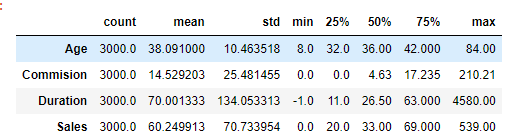 :
count mean std min 25% 50% 75% max
Age 3000.0 38.091000 10.463518 8.0 32.0 36.00 42.000 84.00
Commision 3000.0 14.529203 25.481455 0.0 0.0 4.63 17.235 210.21
Duration 3000.0 70.001333 134.053313 -1.0 11.0 26.50 63.000 4580.00
Sales 3000.0 60.249913 70.733954 0.0 20.0 33.00 69.000 539.00